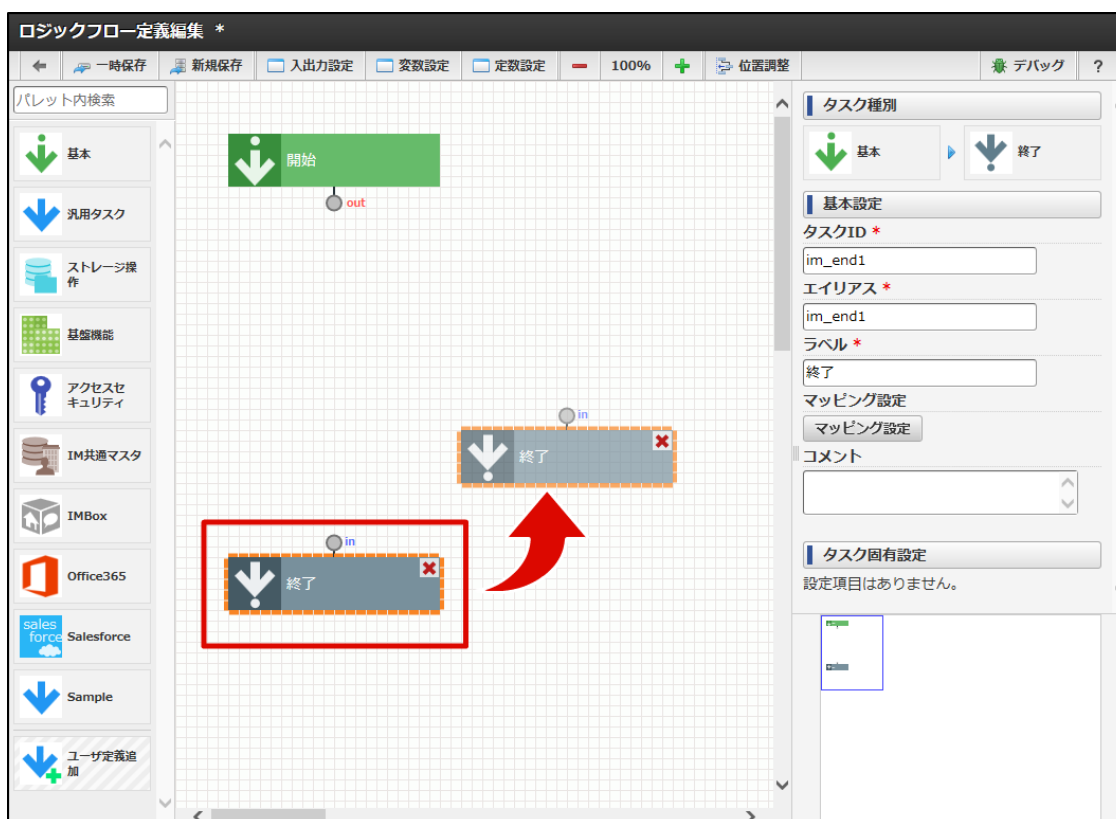 ロジックフロー定義編集 *
一時保存 新規保存 入出力設定 変数設定 定数設定 100% 位置調整 デバッグ ?
パレット内検索
基本
汎用タスク
ストレージ操
作
基盤機能
アクセスセ
キュリティ
IM共通マスタ
IMBox
Office365
sales
force
Salesforce
Sample
ユーザ定義追
加
開始
out
in
終了
in
終了
タスク種別
基本 終了
基本設定
タスクID *
im_end1
エイリアス *
im_end1
ラベル *
終了
マッピング設定
マッピング設定
コメント
タスク固有設定
設定項目はありません。